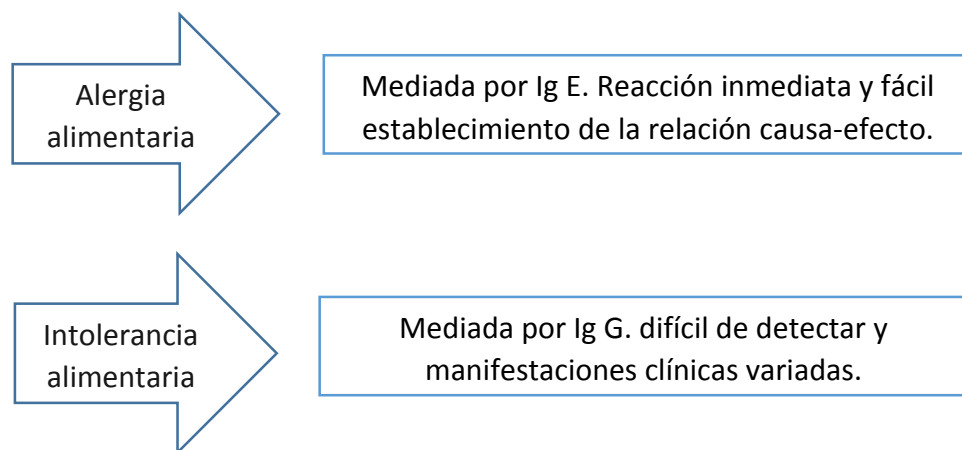 Alergia
alimentaria
Mediada por Ig E. Reacción inmediata y fácil
establecimiento de la relación causa-efecto.
Intolerancia
alimentaria
Mediada por Ig G. difícil de detectar y
manifestaciones clínicas variadas.